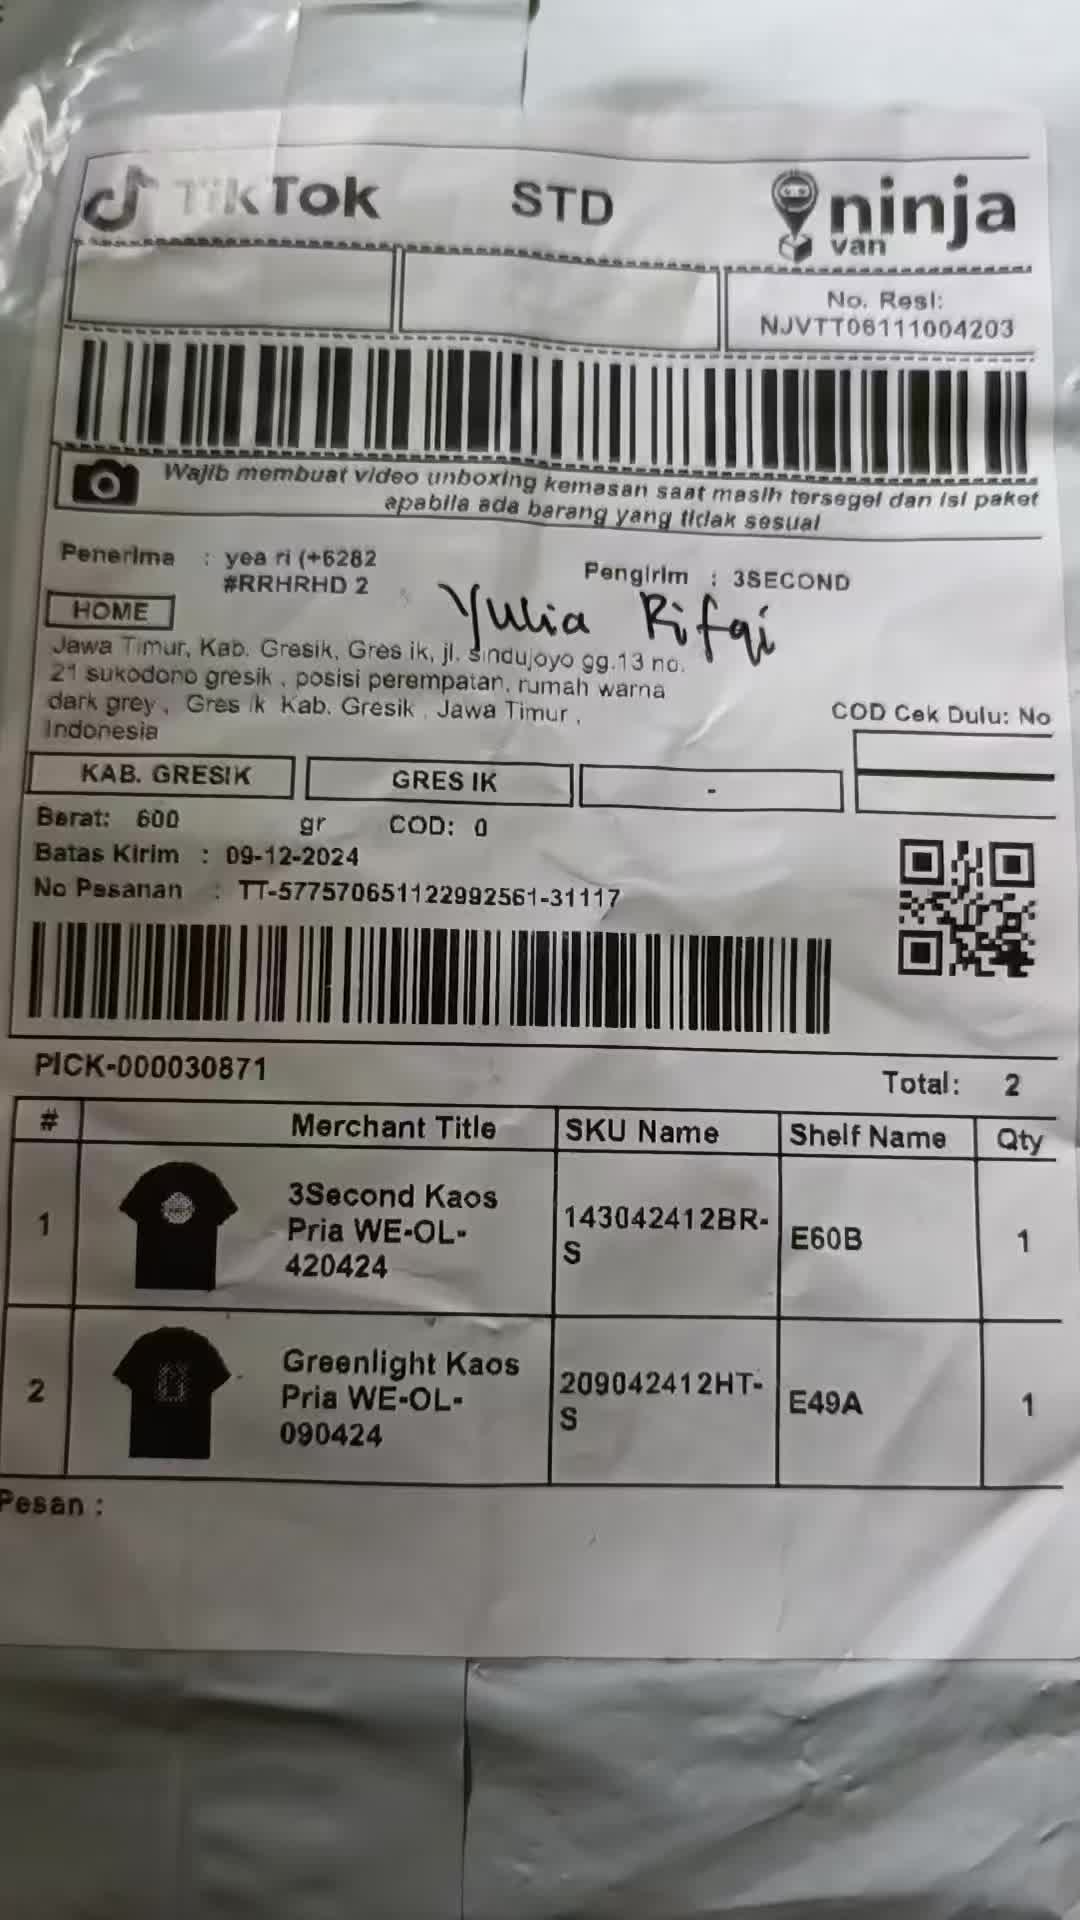 TikTok STD ninja van
No. Resi:
NJVTT06111004203
Wajib membuat video unboxing kemasan saat masih tersegel dan isi paket
apabila ada barang yang tidak sesuai
Penerima : yea ri (+6282
#RRHRHD 2
Pengirim : 3SECOND
HOME
Yulia Rifqi
Jawa Timur, Kab. Gresik, Gres ik, jl. sindujoyo gg.13 no.
21 sukodono gresik , posisi perempatan, rumah warna
dark grey , Gres ik Kab. Gresik , Jawa Timur ,
Indonesia
COD Cek Dulu: No
KAB. GRESIK GRES IK -
Berat: 600 gr COD: 0
Batas Kirim : 09-12-2024
No Pesanan : TT-577570651122992561-31117
PICK-000030871
Total: 2
# Merchant Title SKU Name Shelf Name Qty
1 3Second Kaos Pria WE-OL-420424 143042412BR-S E60B 1
2 Greenlight Kaos Pria WE-OL-090424 209042412HT-S E49A 1
Pesan :